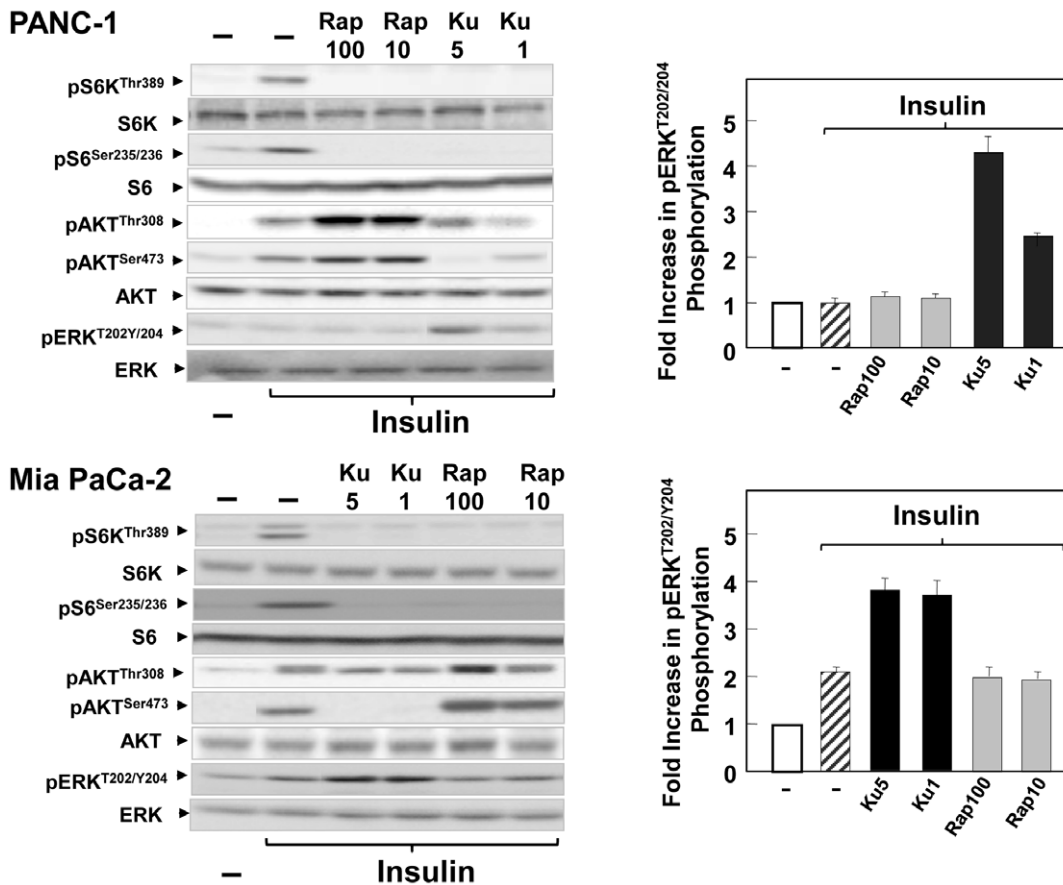 PANC-1
– – Rap Rap Ku Ku
100 10 5 1
pS6KThr389
S6K
pS6Ser235/236
S6
pAKTThr308
pAKTSer473
AKT
pERKT202Y/204
ERK
–
Insulin
Fold Increase in pERKT202/204
Phosphorylation
Insulin
5
4
3
2
1
0
- - Rap100 Rap10 Ku5 Ku1
Mia PaCa-2
– – Ku Ku Rap Rap
5 1 100 10
pS6KThr389
S6K
pS6Ser235/236
S6
pAKTThr308
pAKTSer473
AKT
pERKT202/Y204
ERK
–
Insulin
Fold Increase in pERKT202/Y204
Phosphorylation
Insulin
5
4
3
2
1
0
- - Ku5 Ku1 Rap100 Rap10